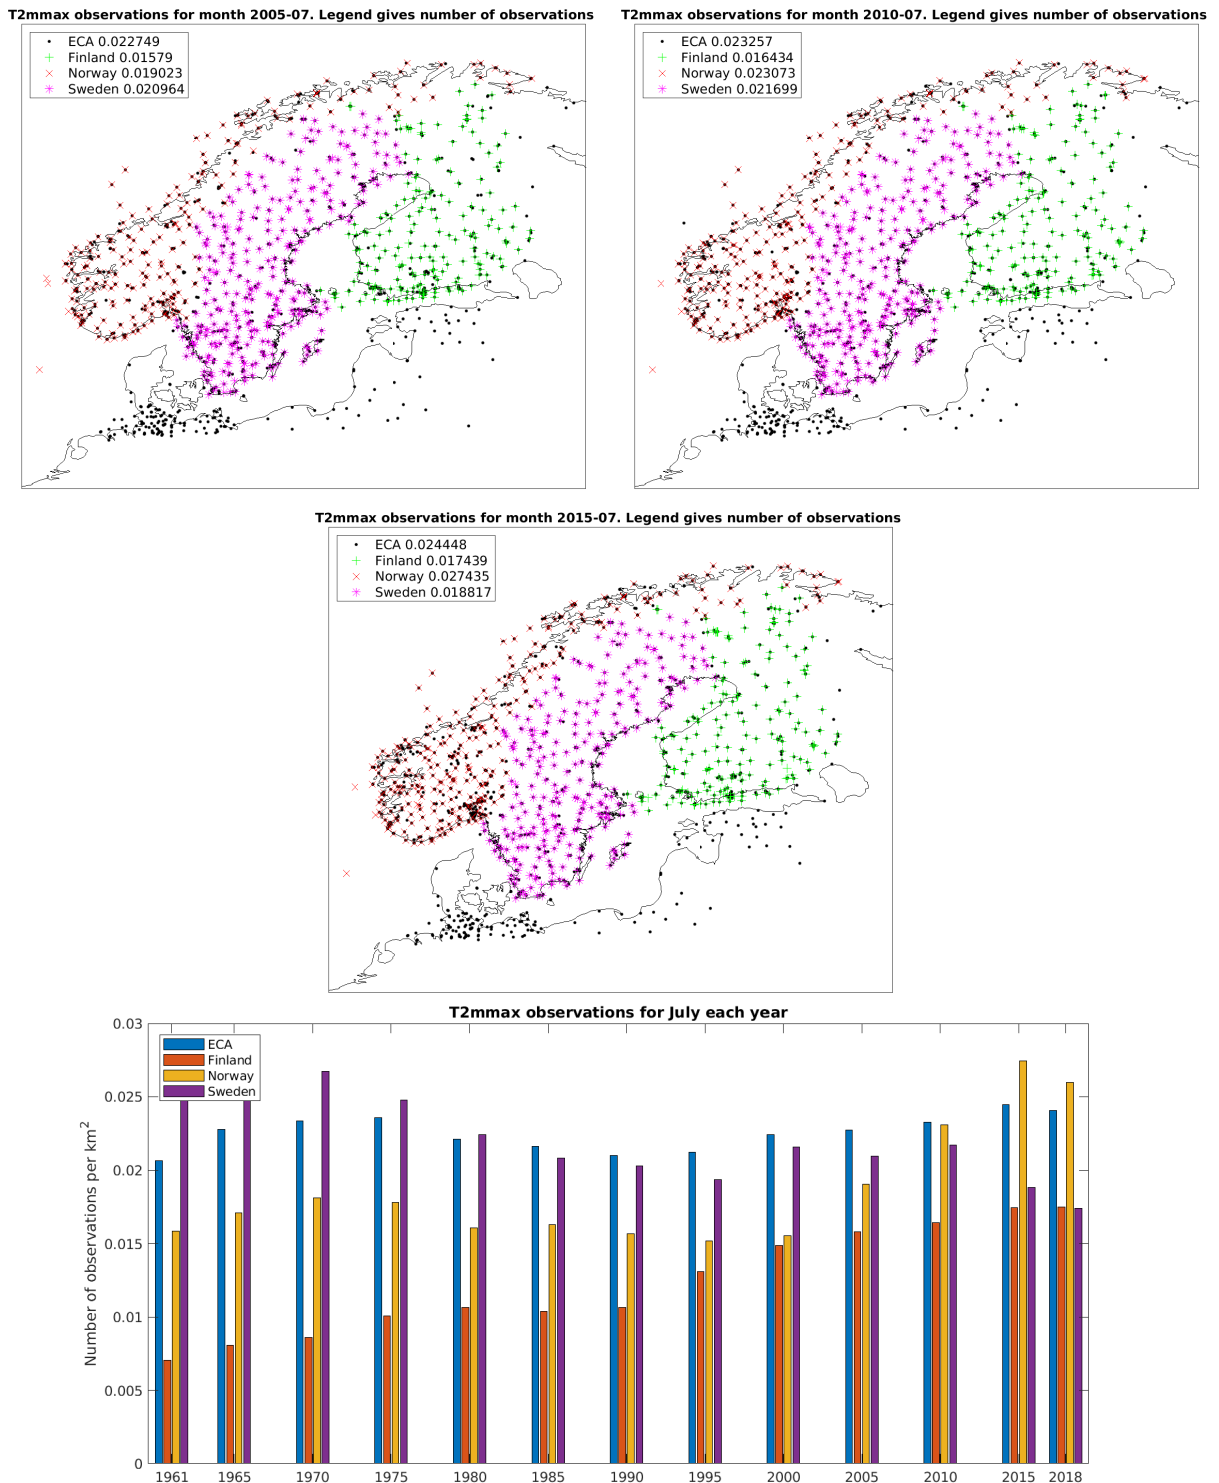 T2mmax observations for month 2005-07. Legend gives number of observations
ECA 0.022749
Finland 0.01579
Norway 0.019023
Sweden 0.020964
T2mmax observations for month 2010-07. Legend gives number of observations
ECA 0.023257
Finland 0.016434
Norway 0.023073
Sweden 0.021699
T2mmax observations for month 2015-07. Legend gives number of observations
ECA 0.024448
Finland 0.017439
Norway 0.027435
Sweden 0.018817
T2mmax observations for July each year
ECA
Finland
Norway
Sweden
Number of observations per km²
0.03
0.025
0.02
0.015
0.01
0.005
0
1961 1965 1970 1975 1980 1985 1990 1995 2000 2005 2010 2015 2018